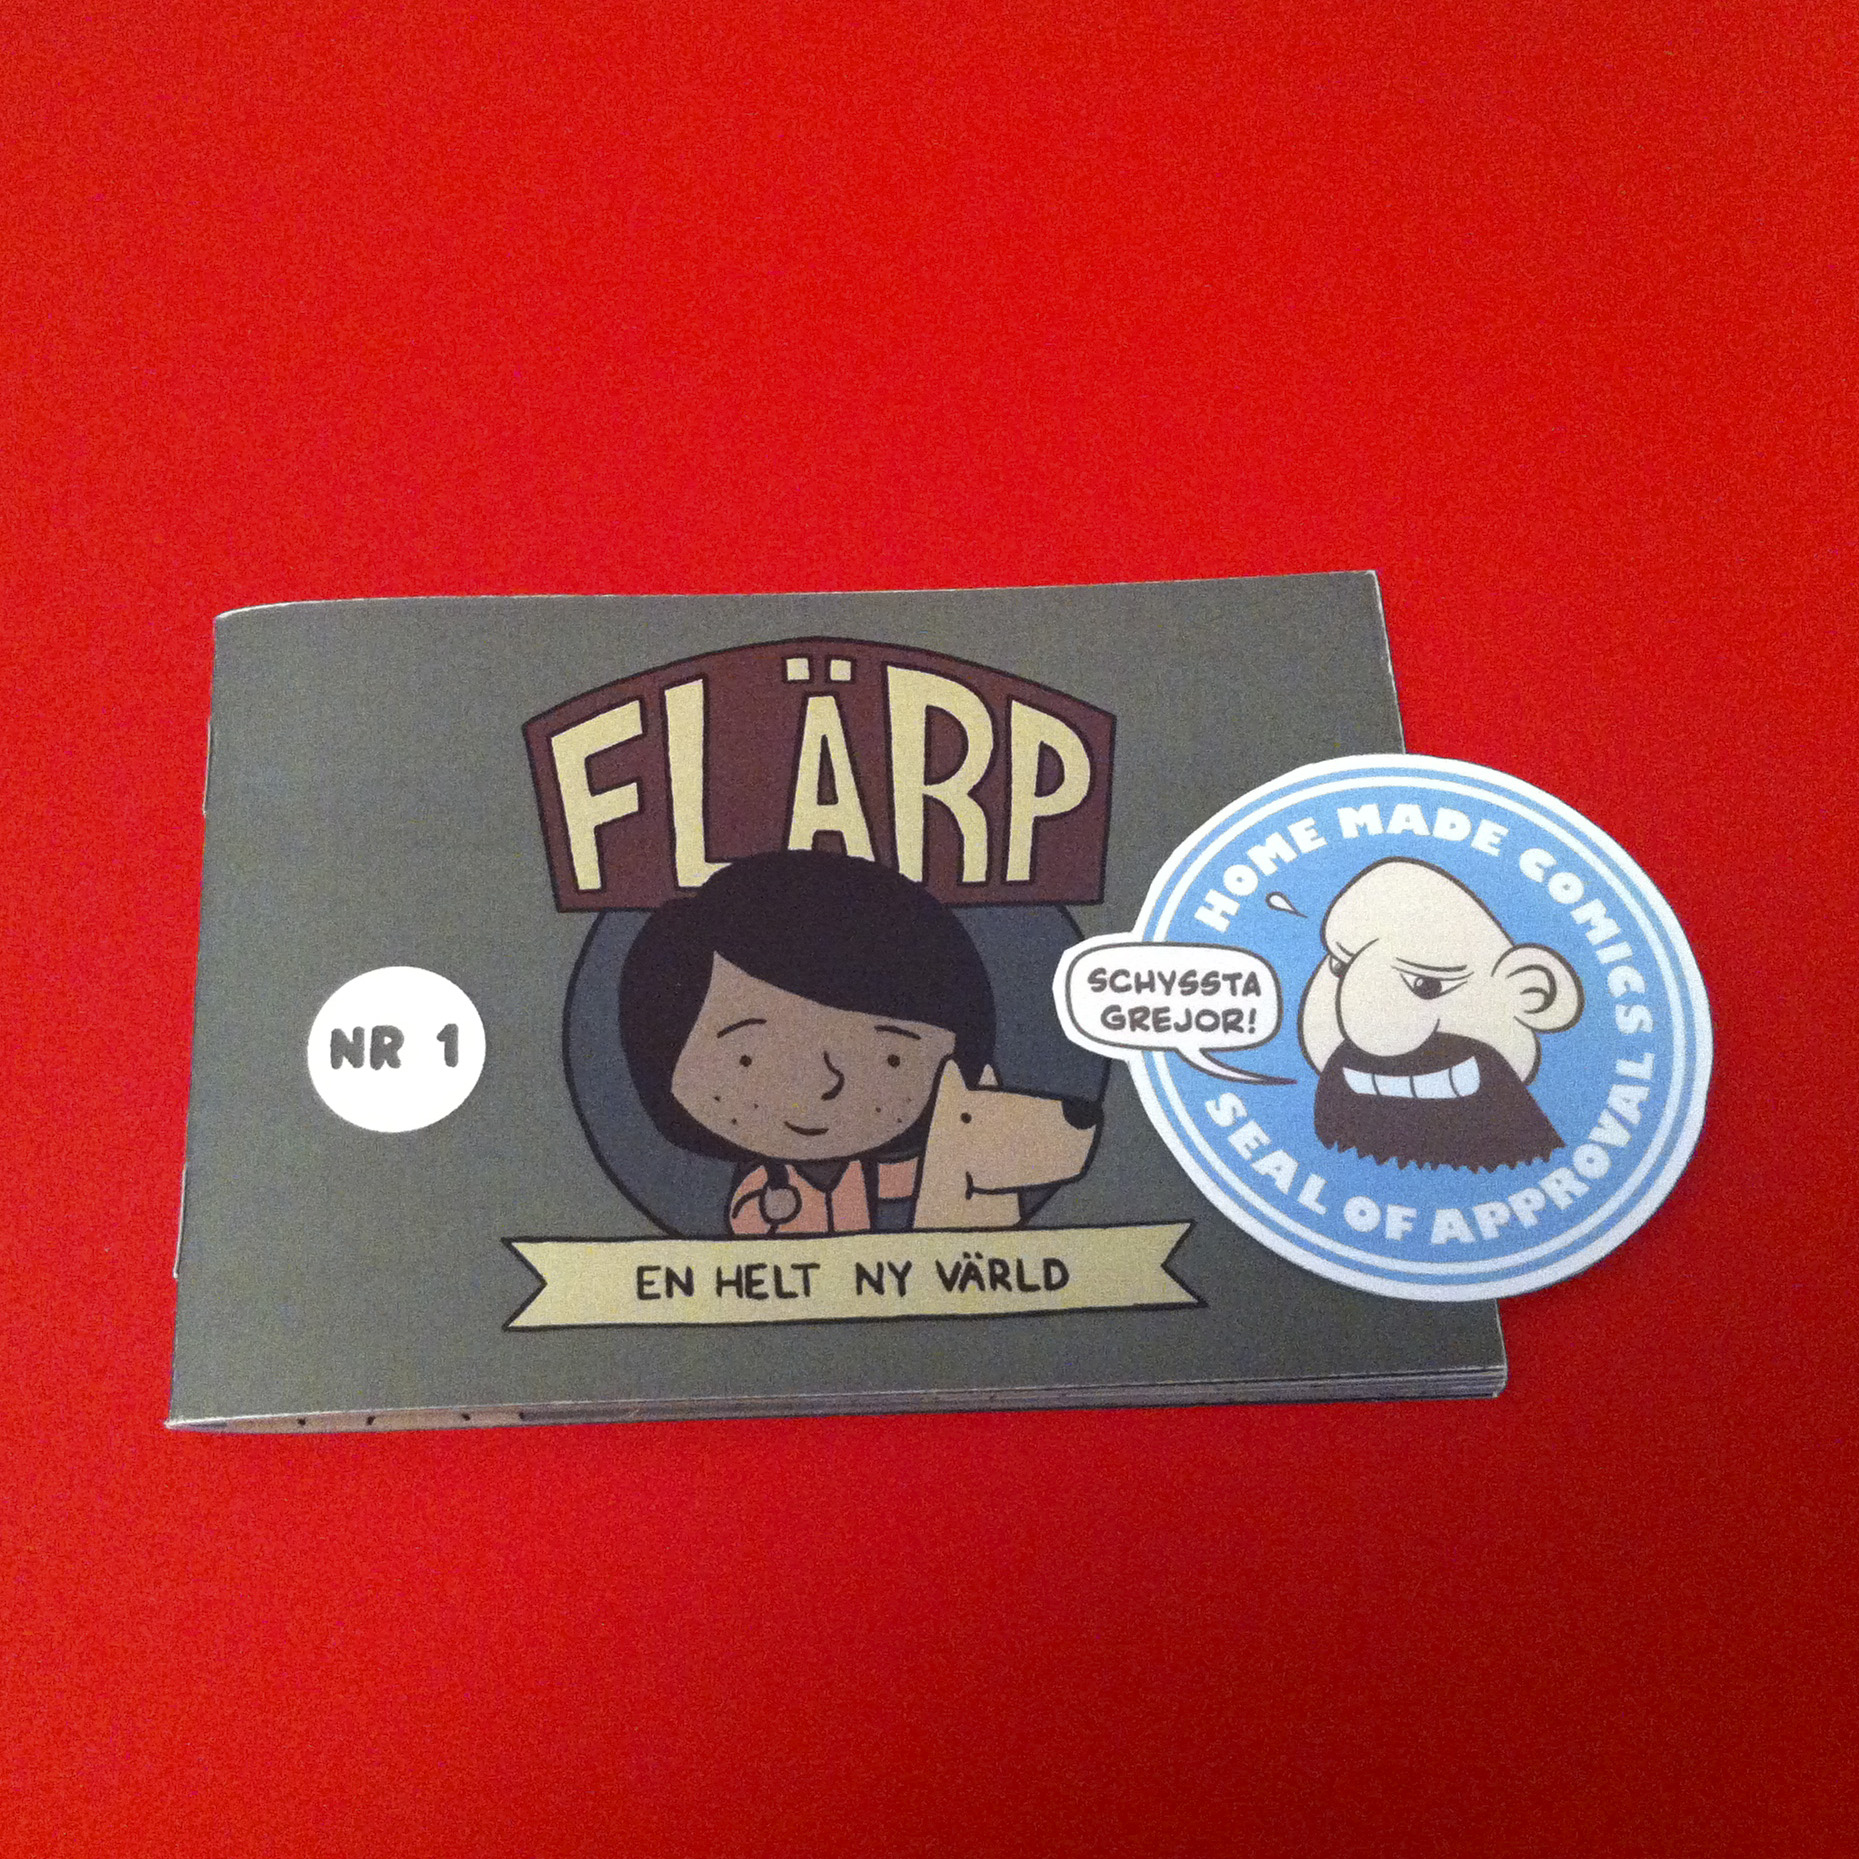 FLÄRP
NR 1
EN HELT NY VÄRLD
HOME MADE COMICS
SCHYSSTA
GREJOR!
SEAL OF APPROVAL